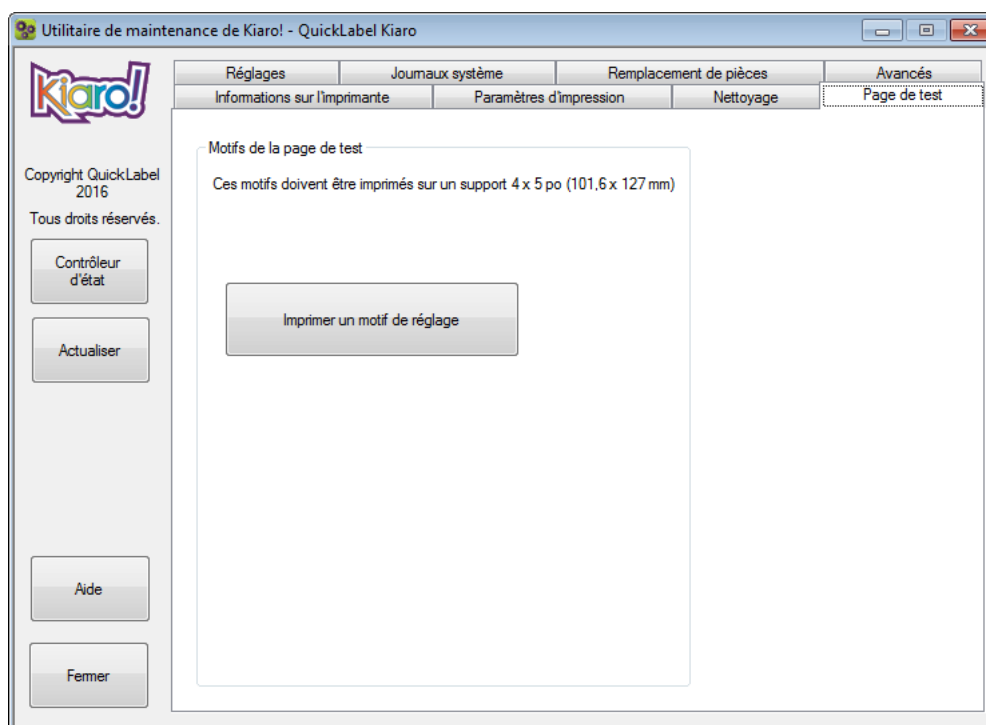 Utilitaire de maintenance de Kiaro! - QuickLabel Kiaro
Kiaro!
Copyright QuickLabel
2016
Tous droits réservés.
Contrôleur
d'état
Actualiser
Aide
Fermer
Réglages
Journaux système
Remplacement de pièces
Avancés
Informations sur l'imprimante
Paramètres d'impression
Nettoyage
Page de test
Motifs de la page de test
Ces motifs doivent être imprimés sur un support 4 x 5 po (101,6 x 127 mm)
Imprimer un motif de réglage